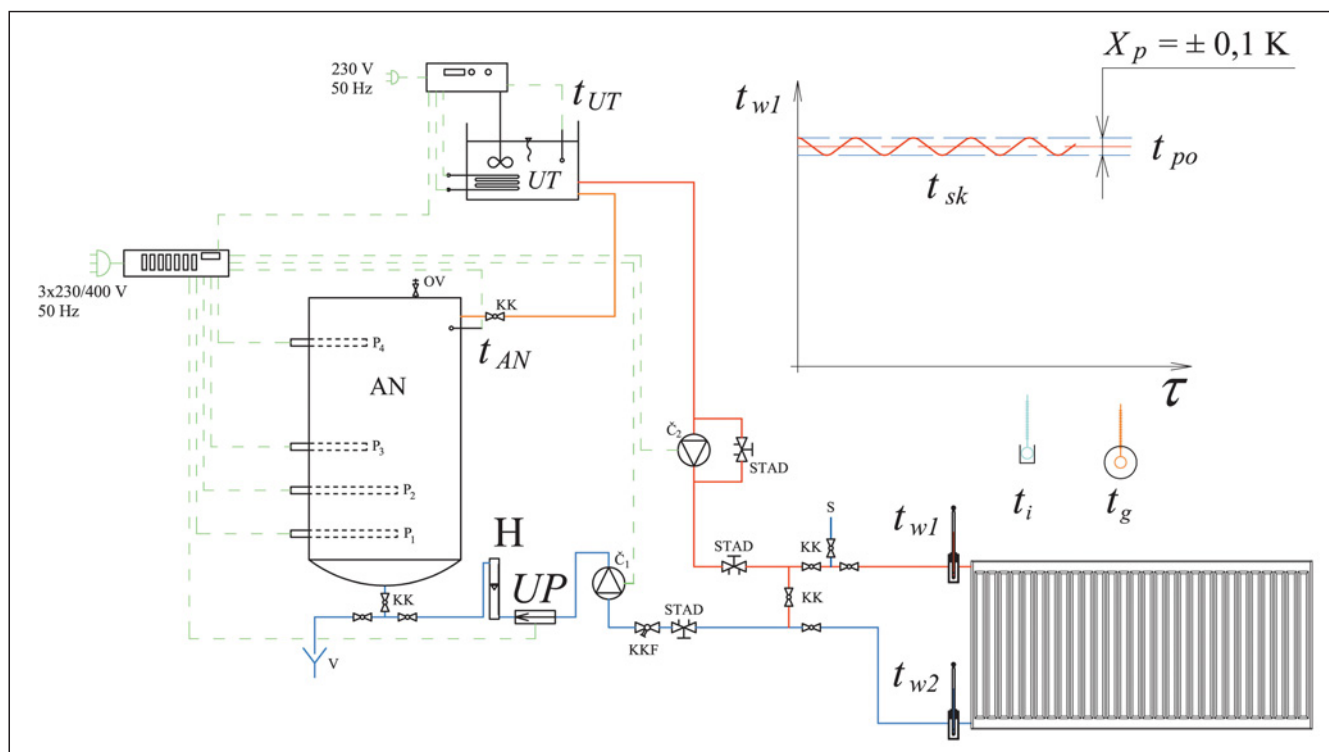 230 V
50 Hz
t_UT
UT
X_p = ± 0,1 K
t_w1
t_po
t_sk
τ
3x230/400 V
50 Hz
OV
KK
P_4
t_AN
AN
P_3
P_2
P_1
Č_2
STAD
t_i
t_g
H
UP
Č_1
KK
V
KKF
STAD
STAD
KK
S
KK
t_w1
t_w2